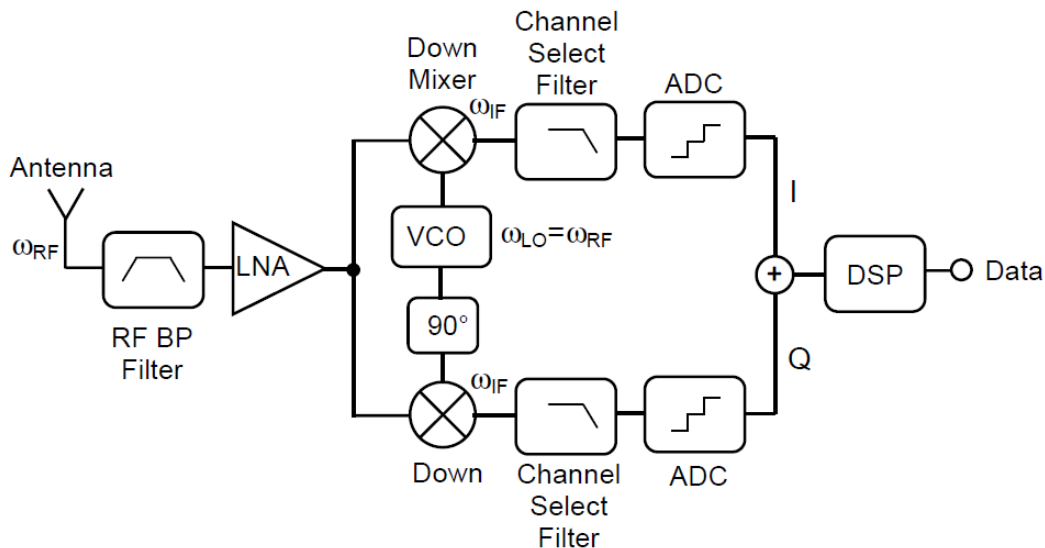 Channel
Select
Filter
Down
Mixer
ADC
ωIF
Antenna
I
ωRF
LNA
VCO
ωLO=ωRF
+
DSP
Data
90°
RF BP
Filter
Q
ωIF
Down
Channel
Select
Filter
ADC